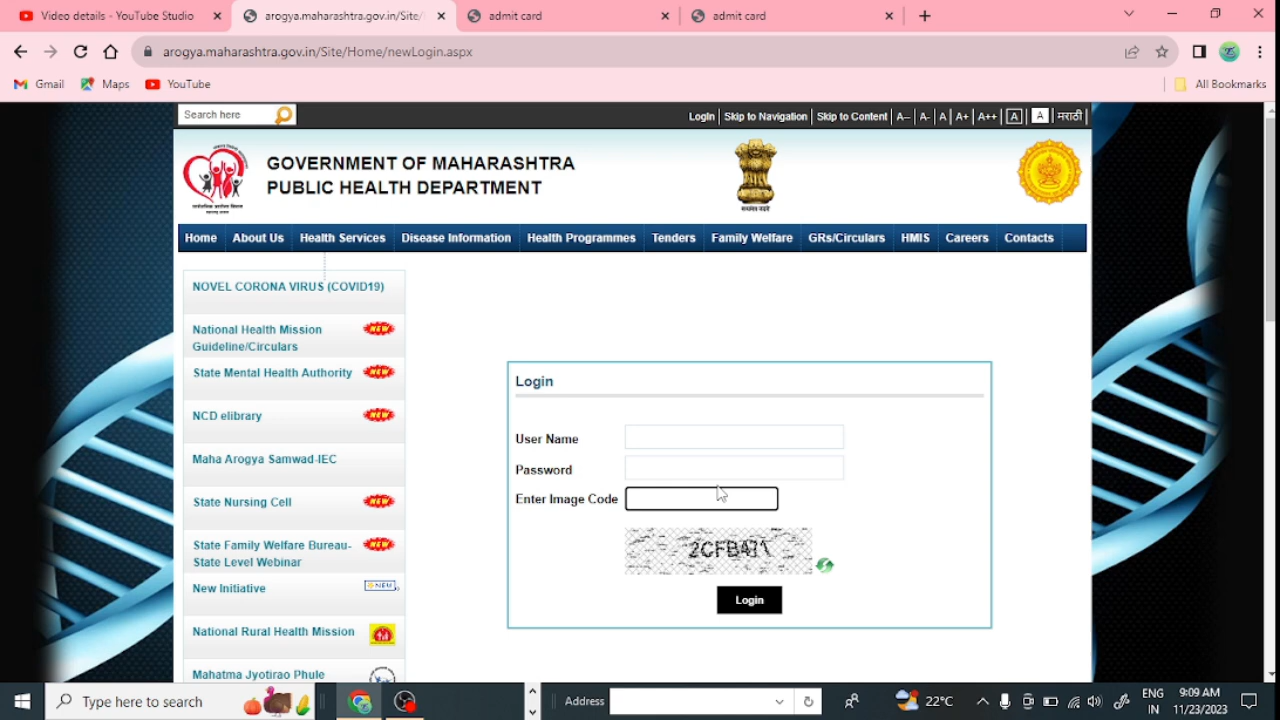 Video details - YouTube Studio
arogya.maharashtra.gov.in/Site/
admit card
admit card
arogya.maharashtra.gov.in/Site/Home/newLogin.aspx
Gmail
Maps
YouTube
All Bookmarks
Search here
Login | Skip to Navigation | Skip to Content | A-- | A- | A | A+ | A++ | A | A | मराठी |
GOVERNMENT OF MAHARASHTRA
PUBLIC HEALTH DEPARTMENT
Home
About Us
Health Services
Disease Information
Health Programmes
Tenders
Family Welfare
GRs/Circulars
HMIS
Careers
Contacts
NOVEL CORONA VIRUS (COVID19)
National Health Mission
Guideline/Circulars
NEW
State Mental Health Authority
NEW
NCD elibrary
NEW
Maha Arogya Samwad-IEC
State Nursing Cell
NEW
State Family Welfare Bureau-
State Level Webinar
NEW
New Initiative
NEW
National Rural Health Mission
Mahatma Jyotirao Phule
Login
User Name
Password
Enter Image Code
Login
Type here to search
Address
22°C
ENG
IN
9:09 AM
11/23/2023